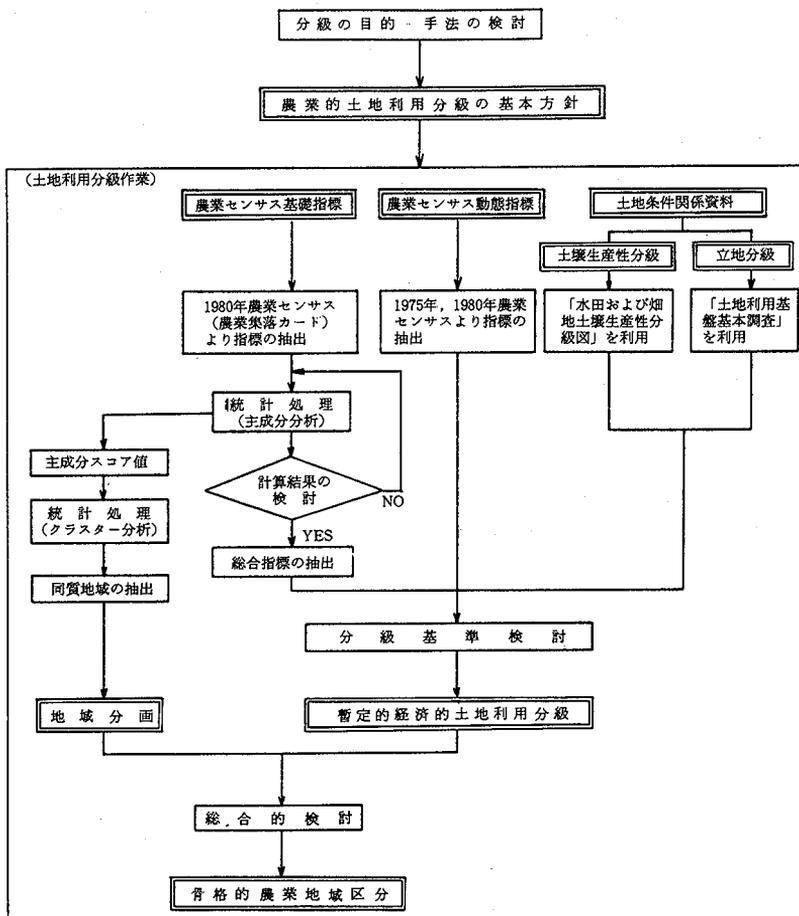 分級の目的・手法の検討
農業的土地利用分級の基本方針
(土地利用分級作業)
農業センサス基礎指標
農業センサス動態指標
土地条件関係資料
土壌生産性分級
立地分級
1980年農業センサス
(農業集落カード)
より指標の抽出
1975年,1980年農業
センサスより指標の
抽出
「水田および畑
地土壌生産性分
級図」を利用
「土地利用基
盤基本調査」
を利用
統計処理
(主成分分析)
主成分スコア値
計算結果の
検討
NO
統計処理
(クラスター分析)
YES
総合指標の抽出
同質地域の抽出
分級基準検討
地域分画
暫定的経済的土地利用分級
総合的検討
骨格的農業地域区分